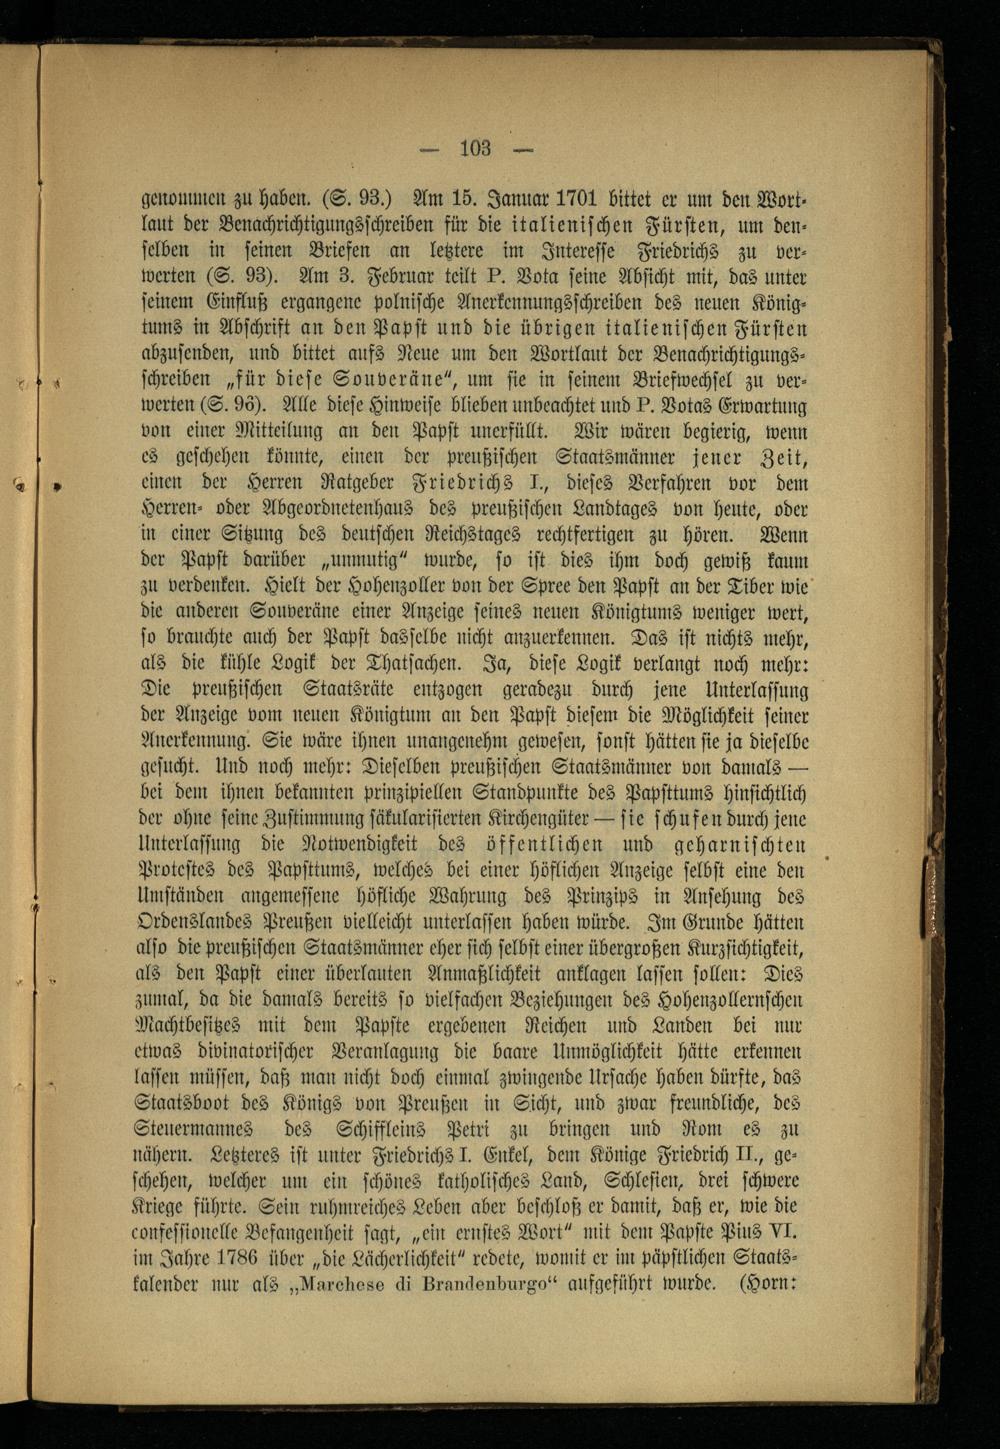 — 103 —
genommen zu haben. (S. 93.) Am 15. Januar 1701 bittet er um den Wort-
laut der Benachrichtigungsschreiben für die italienischen Fürsten, um den-
selben in seinen Briefen an letztere im Interesse Friedrichs zu ver-
werten (S. 93). Am 3. Februar teilt P. Vota seine Absicht mit, das unter
seinem Einfluß ergangene polnische Anerkennungsschreiben des neuen König-
tums in Abschrift an den Papst und die übrigen italienischen Fürsten
abzusenden, und bittet aufs Neue um den Wortlaut der Benachrichtigungs-
schreiben „für diese Souveräne“, um sie in seinem Briefwechsel zu ver-
werten (S. 96). Alle diese Hinweise blieben unbeachtet und P. Votas Erwartung
von einer Mitteilung an den Papst unerfüllt. Wir wären begierig, wenn
es geschehen könnte, einen der preußischen Staatsmänner jener Zeit,
einen der Herren Ratgeber Friedrichs I., dieses Verfahren vor dem
Herren- oder Abgeordnetenhaus des preußischen Landtages von heute, oder
in einer Sitzung des deutschen Reichstages rechtfertigen zu hören. Wenn
der Papst darüber „unmutig“ wurde, so ist dies ihm doch gewiß kaum
zu verdenken. Hielt der Hohenzoller von der Spree den Papst an der Tiber wie
die anderen Souveräne einer Anzeige seines neuen Königtums weniger wert,
so brauchte auch der Papst dasselbe nicht anzuerkennen. Das ist nichts mehr,
als die kühle Logik der Thatsachen. Ja, diese Logik verlangt noch mehr:
Die preußischen Staatsräte entzogen geradezu durch jene Unterlassung
der Anzeige vom neuen Königtum an den Papst diesem die Möglichkeit seiner
Anerkennung. Sie wäre ihnen unangenehm gewesen, sonst hätten sie ja dieselbe
gesucht. Und noch mehr: Dieselben preußischen Staatsmänner von damals —
bei dem ihnen bekannten prinzipiellen Standpunkte des Papsttums hinsichtlich
der ohne seine Zustimmung säkularisierten Kirchengüter — sie schufen durch jene
Unterlassung die Notwendigkeit des öffentlichen und geharnischten
Protestes des Papsttums, welches bei einer höflichen Anzeige selbst eine den
Umständen angemessene höfliche Wahrung des Prinzips in Ansehung des
Ordenslandes Preußen vielleicht unterlassen haben würde. Im Grunde hätten
also die preußischen Staatsmänner eher sich selbst einer übergroßen Kurzsichtigkeit,
als den Papst einer überlauten Anmaßlichkeit anklagen lassen sollen: Dies
zumal, da die damals bereits so vielfachen Beziehungen des Hohenzollernschen
Machtbesitzes mit dem Papste ergebenen Reichen und Landen bei nur
etwas divinatorischer Veranlagung die baare Unmöglichkeit hätte erkennen
lassen müssen, daß man nicht doch einmal zwingende Ursache haben dürfte, das
Staatsboot des Königs von Preußen in Sicht, und zwar freundliche, des
Steuermannes des Schiffleins Petri zu bringen und Rom es zu
nähern. Letzteres ist unter Friedrichs I. Enkel, dem Könige Friedrich II., ge-
schehen, welcher um ein schönes katholisches Land, Schlesien, drei schwere
Kriege führte. Sein ruhmreiches Leben aber beschloß er damit, daß er, wie die
confessionelle Befangenheit sagt, „ein ernstes Wort“ mit dem Papste Pius VI.
im Jahre 1786 über „die Lächerlichkeit“ redete, womit er im päpstlichen Staats-
kalender nur als „Marchese di Brandenburgo“ aufgeführt wurde. (Horn: